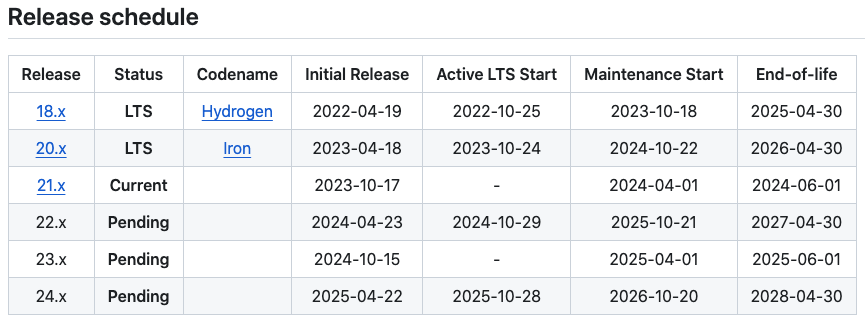 Release schedule
Release Status Codename Initial Release Active LTS Start Maintenance Start End-of-life
18.x LTS Hydrogen 2022-04-19 2022-10-25 2023-10-18 2025-04-30
20.x LTS Iron 2023-04-18 2023-10-24 2024-10-22 2026-04-30
21.x Current 2023-10-17 - 2024-04-01 2024-06-01
22.x Pending 2024-04-23 2024-10-29 2025-10-21 2027-04-30
23.x Pending 2024-10-15 - 2025-04-01 2025-06-01
24.x Pending 2025-04-22 2025-10-28 2026-10-20 2028-04-30